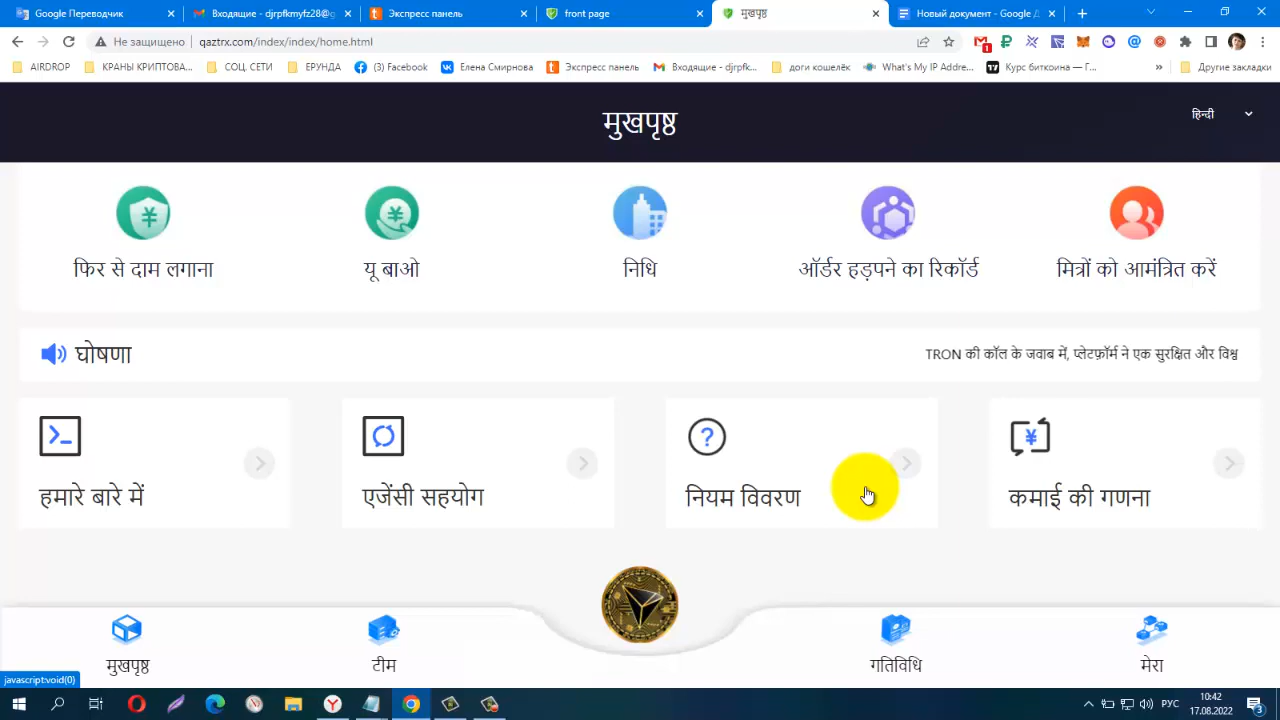 Google Переводчик
Входящие - djrpfkmyfz28@g
Экспресс панель
front page
मुखपृष्ठ
Новый документ - Google Д
Не защищено
qaztrx.com/index/index/home.html
1
AIRDROP
КРАНЫ КРИПТОВА...
СОЦ. СЕТИ
ЕРУНДА
(3) Facebook
Елена Смирнова
Экспресс панель
Входящие - djrpfk...
доги кошелёк
What's My IP Addre...
Курс биткоина — Г...
»
Другие закладки
मुखपृष्ठ
हिन्दी
फिर से दाम लगाना
यू बाओ
निधि
ऑर्डर हड़पने का रिकॉर्ड
मित्रों को आमंत्रित करें
घोषणा
TRON की कॉल के जवाब में, प्लेटफ़ॉर्म ने एक सुरक्षित और विश्व
हमारे बारे में
एजेंसी सहयोग
नियम विवरण
कमाई की गणना
मुखपृष्ठ
टीम
गतिविधि
मेरा
javascript:void(0)
РУС
10:42
17.08.2022
3